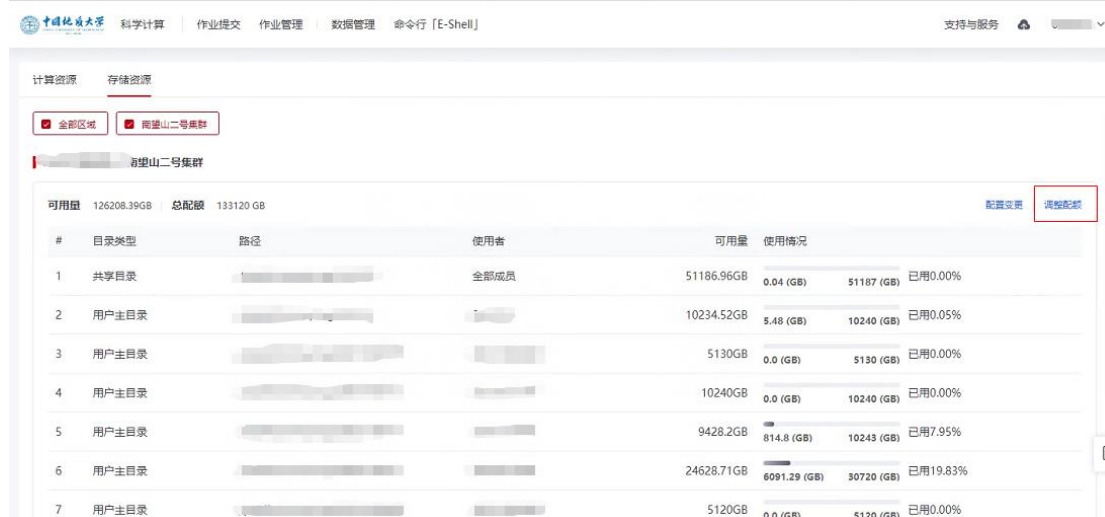 中国地质大学 科学计算 作业提交 作业管理 数据管理 命令行「E-Shell」 支持与服务
计算资源 存储资源
全部区域 南望山二号集群
南望山二号集群
可用量 126208.39GB 总配额 133120 GB 配置变更 调整配额
# 目录类型 路径 使用者 可用量 使用情况
1 共享目录 全部成员 51186.96GB 0.04 (GB) 51187 (GB) 已用0.00%
2 用户主目录 10234.52GB 5.48 (GB) 10240 (GB) 已用0.05%
3 用户主目录 5130GB 0.0 (GB) 5130 (GB) 已用0.00%
4 用户主目录 10240GB 0.0 (GB) 10240 (GB) 已用0.00%
5 用户主目录 9428.2GB 814.8 (GB) 10243 (GB) 已用7.95%
6 用户主目录 24628.71GB 6091.29 (GB) 30720 (GB) 已用19.83%
7 用户主目录 5120GB 0.0 (GB) 5120 (GB) 已用0.00%